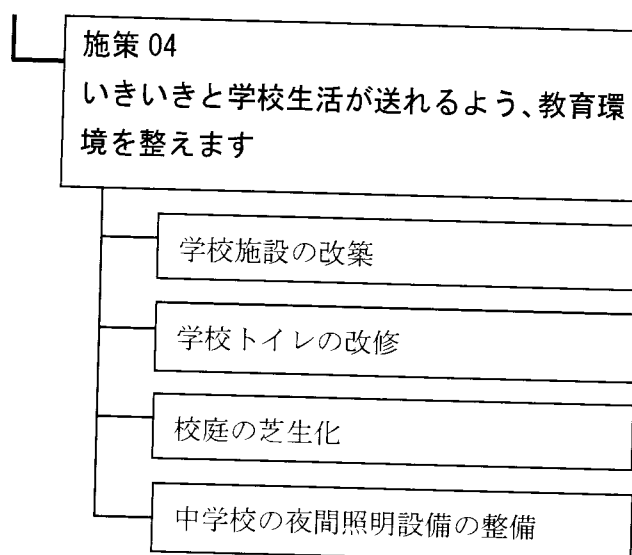 施策 04
いきいきと学校生活が送れるよう、教育環
境を整えます
学校施設の改築
学校トイレの改修
校庭の芝生化
中学校の夜間照明設備の整備